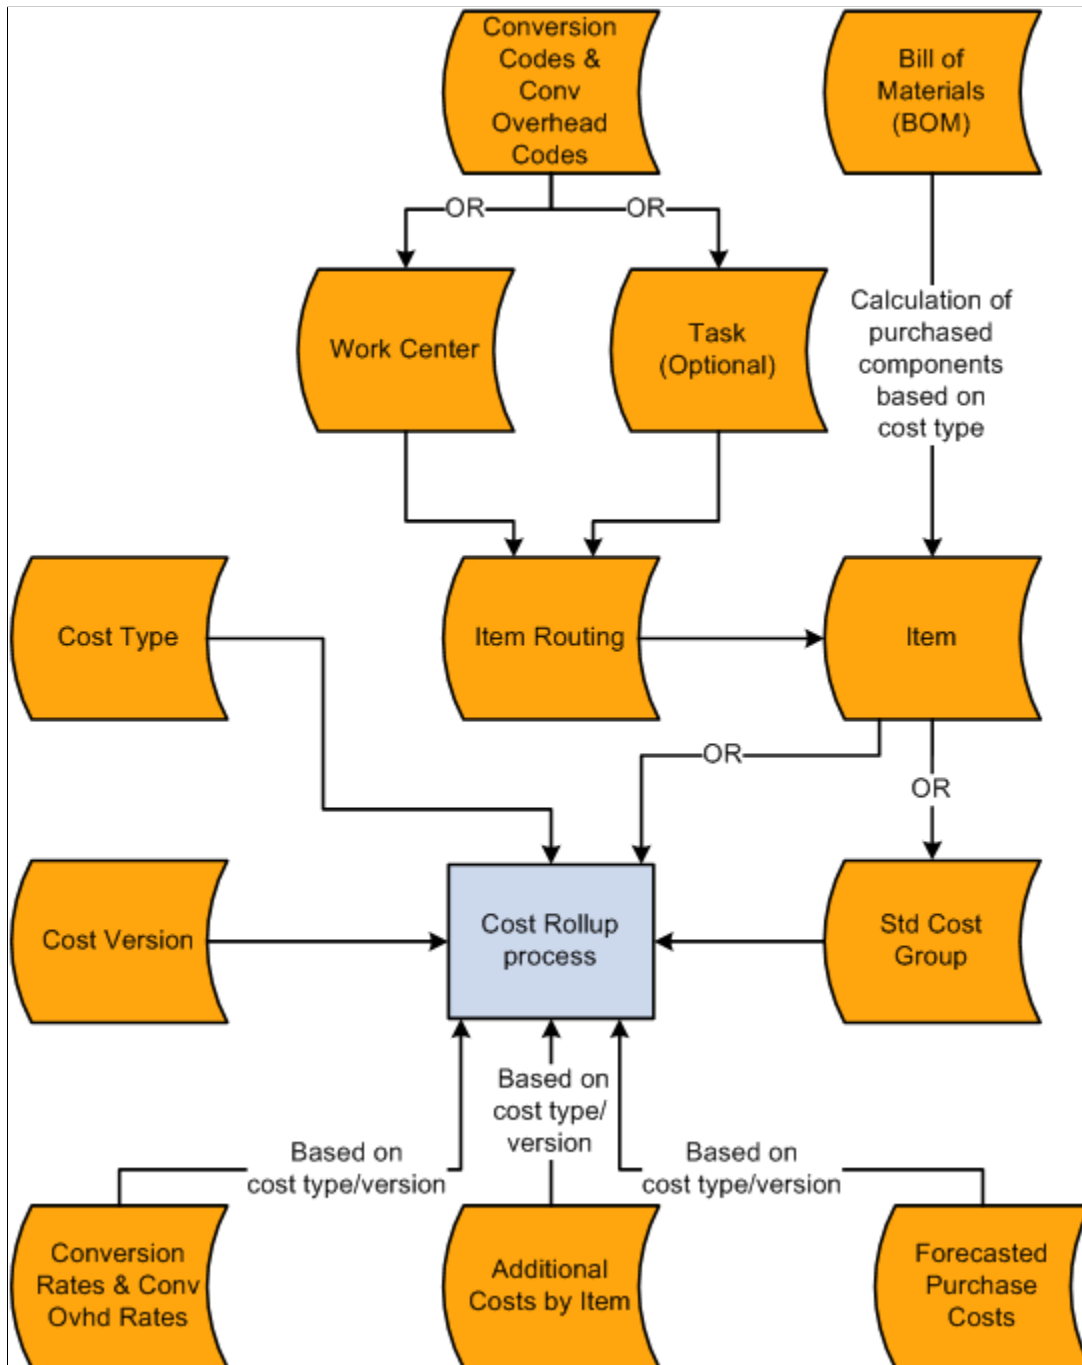 Conversion
Codes &
Conv
Overhead
Codes
Bill of
Materials
(BOM)
OR
OR
Work Center
Task
(Optional)
Calculation of
purchased
components
based on
cost type
Cost Type
Item Routing
Item
OR
OR
Cost Version
Cost Rollup
process
Std Cost
Group
Based on
cost type/
version
Based on
cost type/version
Based on
cost type/version
Conversion
Rates & Conv
Ovhd Rates
Additional
Costs by Item
Forecasted
Purchase
Costs